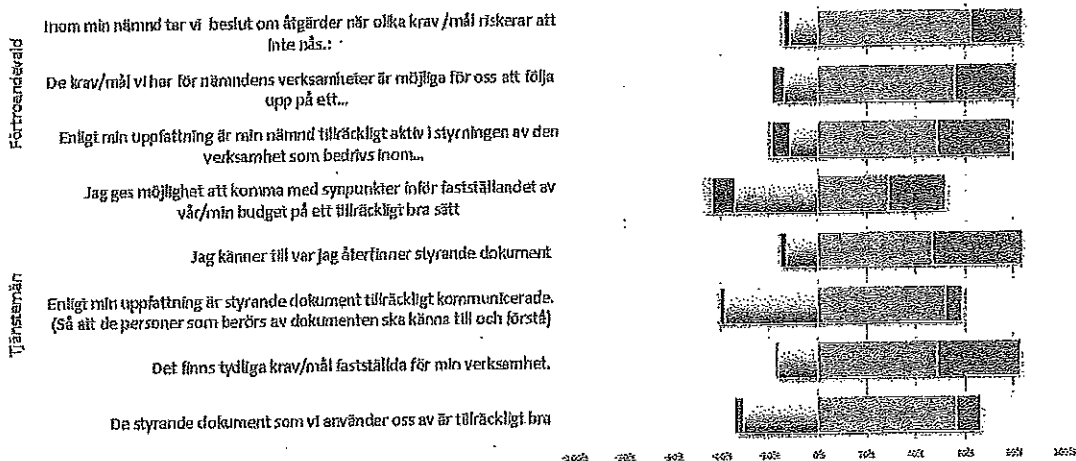 Förtroendevald
Inom min nämnd tar vi beslut om åtgärder när olika krav/mål riskerar att
inte nås.:
De krav/mål vi har för nämndens verksamheter är möjliga för oss att följa
upp på ett...
Enligt min uppfattning är min nämnd tillräckligt aktiv i styrningen av den
verksamhet som bedrivs inom...
Jag ges möjlighet att komma med synpunkter inför fastställandet av
vår/min budget på ett tillräckligt bra sätt
Tjänstemän
Jag känner till var jag återfinner styrande dokument
Enligt min uppfattning är styrande dokument tillräckligt kommunicerade.
(Så att de personer som berörs av dokumenten ska känna till och förstå)
Det finns tydliga krav/mål fastställda för min verksamhet.
De styrande dokument som vi använder oss av är tillräckligt bra